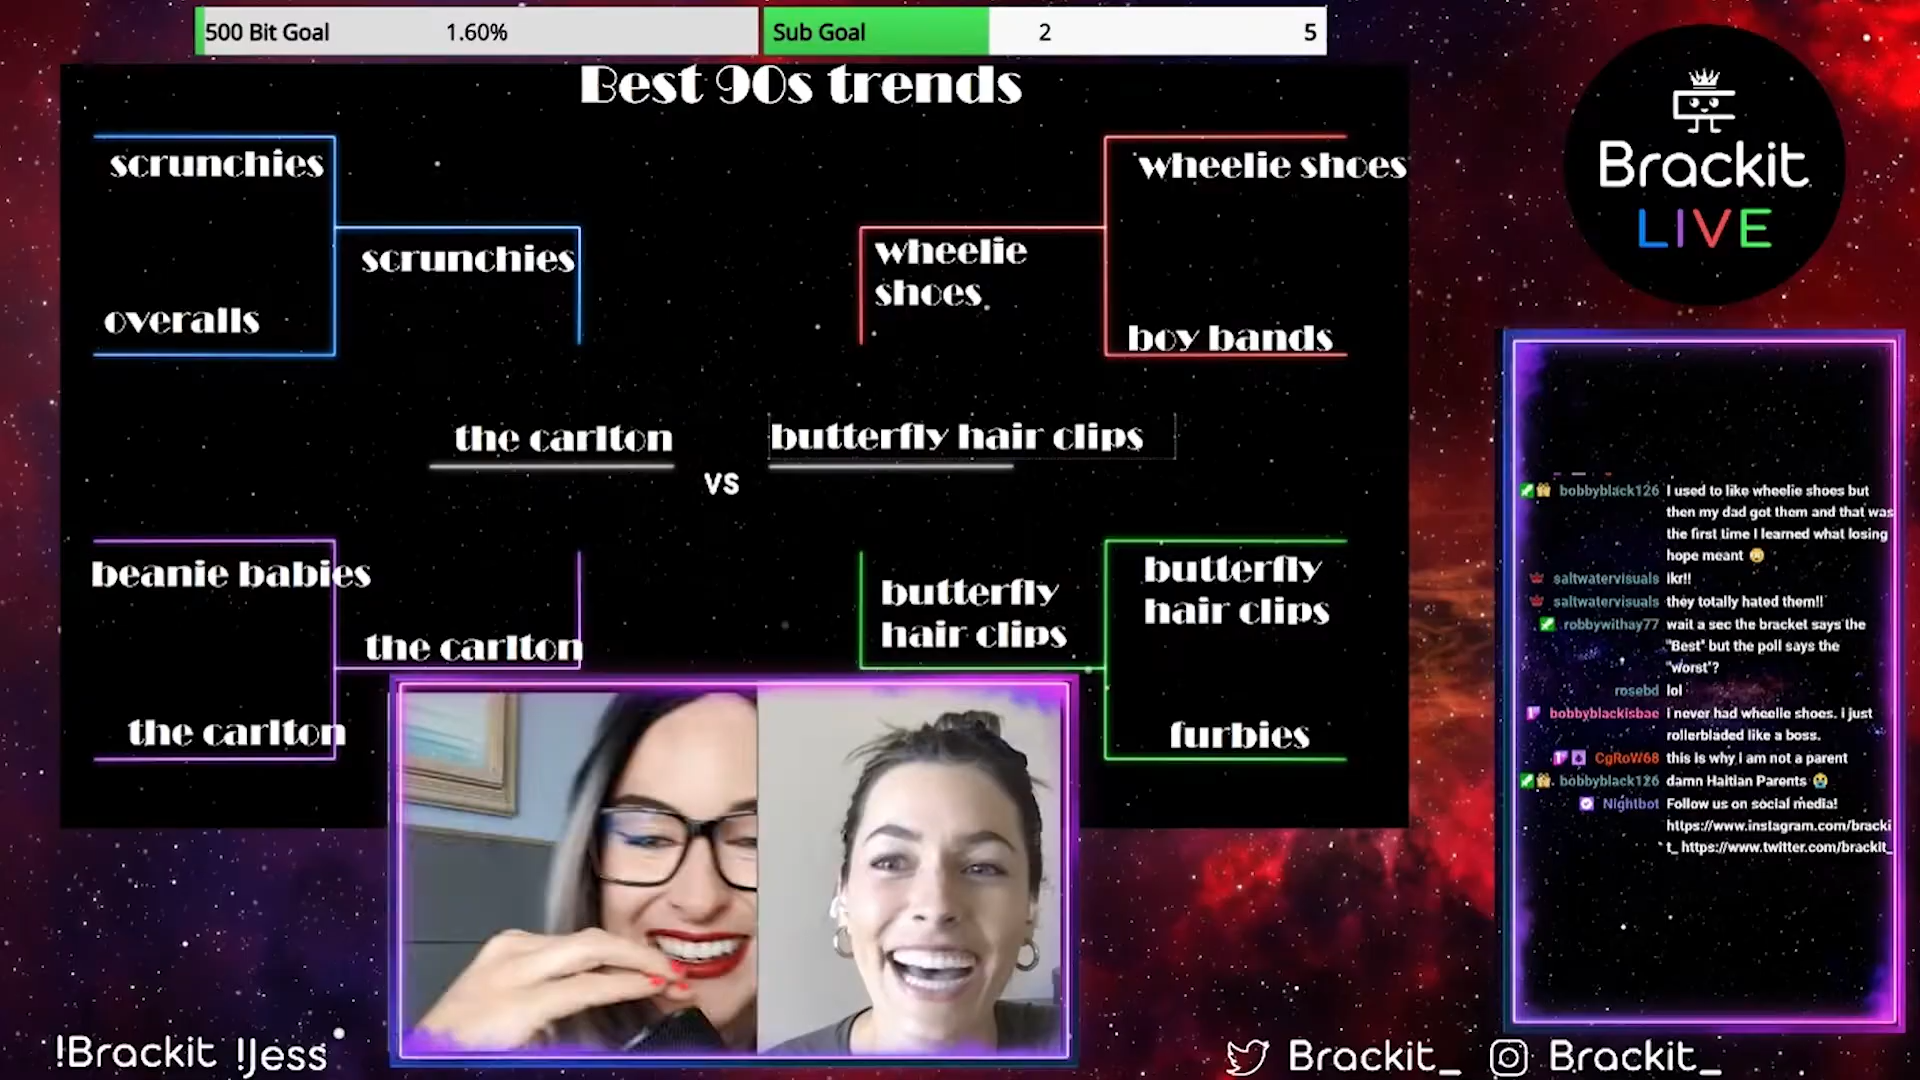 500 Bit Goal 1.60% Sub Goal 2 5
Best 90s trends
scrunchies
scrunchies
overalls
wheelie shoes
wheelie
shoes
boy bands
the carlton
vs
butterfly hair clips
beanie babies
the carlton
the carlton
butterfly
hair clips
butterfly
hair clips
furbies
Brackit
LIVE
bobbyblack126 I used to like wheelie shoes but
then my dad got them and that was
the first time I learned what losing
hope meant
saltwatervisuals ikr!!
saltwatervisuals they totally hated them!!
robbywithay77 wait a sec the bracket says the
"Best" but the poll says the
"worst"?
rosebd lol
bobbyblackisbae I never had wheelie shoes. I just
rollerbladed like a boss.
CgRoW68 this is why I am not a parent
bobbyblack126 damn Haitian Parents
Nightbot Follow us on social media!
https://www.instagram.com/bracki
t_ https://www.twitter.com/brackit_
!Brackit !Jess
Brackit_ Brackit_